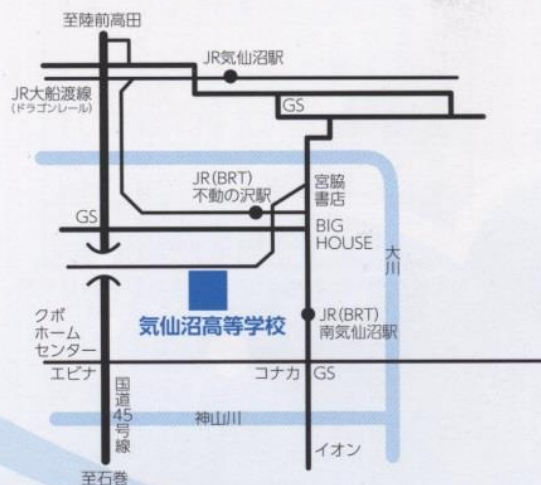 至陸前高田
JR気仙沼駅
JR大船渡線
(ドラゴンレール)
GS
JR(BRT)
不動の沢駅
宮脇
書店
GS
BIG
HOUSE
大川
気仙沼高等学校
JR(BRT)
南気仙沼駅
クボ
ホーム
センター
エビナ
コナカ
GS
国道45号線
神山川
イオン
至石巻